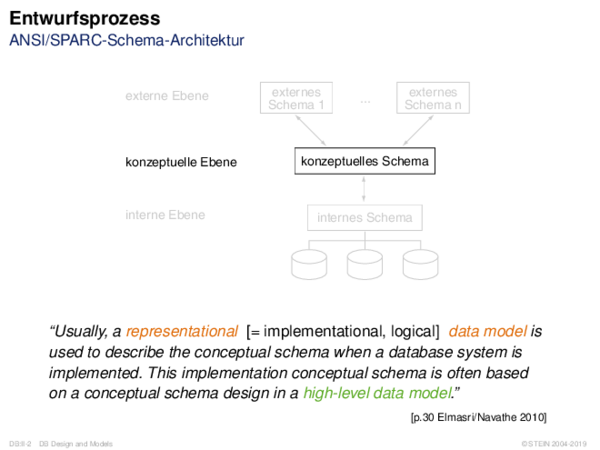 Entwurfsprozess
ANSI/SPARC-Schema-Architektur
externe Ebene
externes
Schema 1
...
externes
Schema n
konzeptuelle Ebene
konzeptuelles Schema
interne Ebene
internes Schema
“Usually, a representational [= implementational, logical] data model is
used to describe the conceptual schema when a database system is
implemented. This implementation conceptual schema is often based
on a conceptual schema design in a high-level data model.”
[p.30 Elmasri/Navathe 2010]
DB:II-2 DB Design and Models
© STEIN 2004-2019